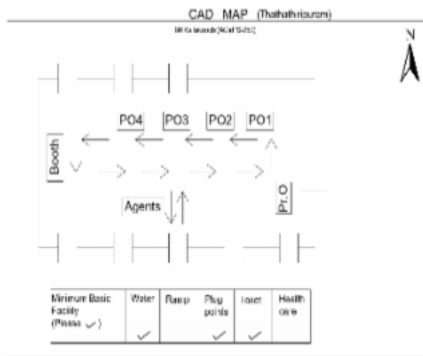 CAD MAP (Thathathiripuram)
N
PO4 PO3 PO2 PO1
Booth
Pr.O
Agents
Minimum Basic Facility (Please ✓) Water Ramp Plug points Toilet Health care
✓ ✓ ✓